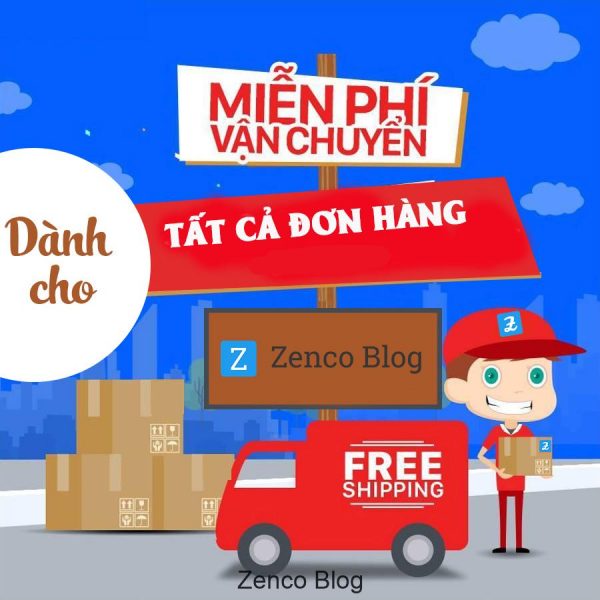 MIỄN PHÍ
VẬN CHUYỂN
Dành
cho
TẤT CẢ ĐƠN HÀNG
Z Zenco Blog
Z
Z
FREE
SHIPPING
Zenco Blog